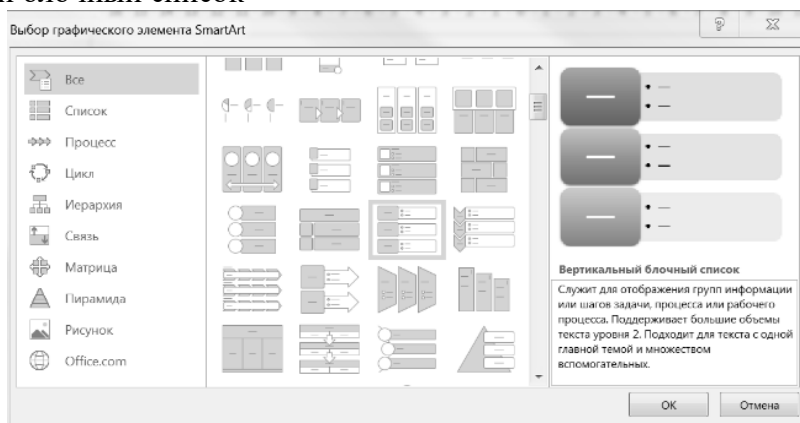 блочный список
Выбор графического элемента SmartArt
Все
Список
Процесс
Цикл
Иерархия
Связь
Матрица
Пирамида
Рисунок
Office.com
Вертикальный блочный список
Служит для отображения групп информации
или шагов задачи, процесса или рабочего
процесса. Поддерживает большие объемы
текста уровня 2. Подходит для текста с одной
главной темой и множеством
вспомогательных.
ОК
Отмена